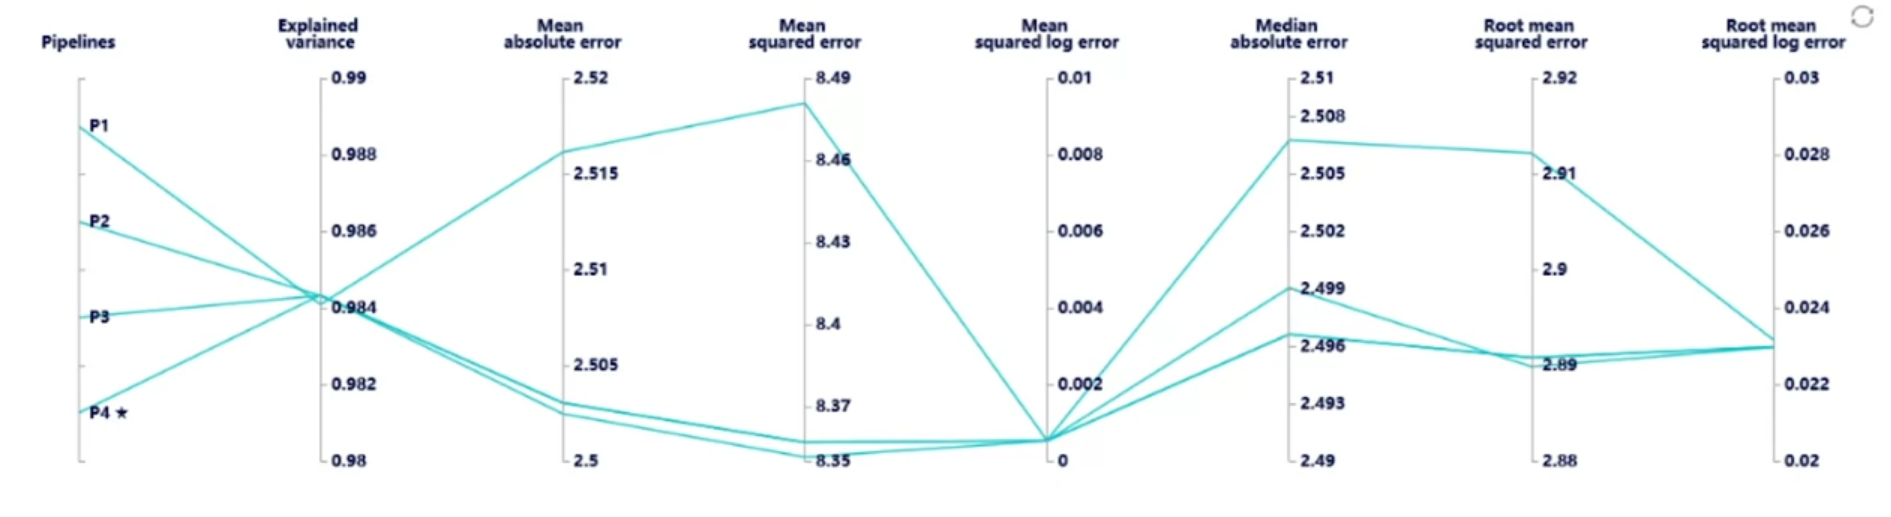 Pipelines
Explained
variance
Mean
absolute error
Mean
squared error
Mean
squared log error
Median
absolute error
Root mean
squared error
Root mean
squared log error
P1
P2
P3
P4 ★
0.99
0.988
0.986
0.984
0.982
0.98
2.52
2.515
2.51
2.505
2.5
8.49
8.46
8.43
8.4
8.37
8.35
0.01
0.008
0.006
0.004
0.002
0
2.51
2.508
2.505
2.502
2.499
2.496
2.493
2.49
2.92
2.91
2.9
2.89
2.88
0.03
0.028
0.026
0.024
0.022
0.02